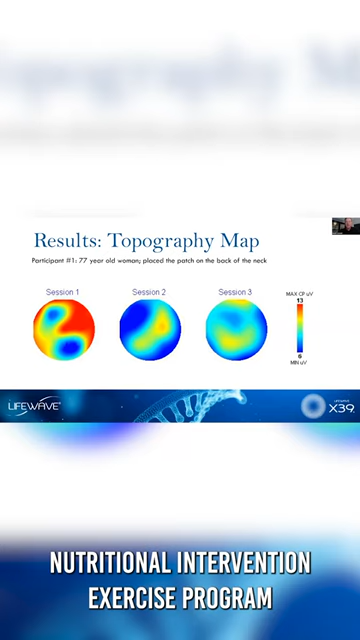 Results: Topography Map
Participant #1: 77 year old woman; placed the patch on the back of the neck
Session 1
Session 2
Session 3
MAX CP uV
13
6
MIN uV
LIFEWAVE
LIFEWAVE
X39
NUTRITIONAL INTERVENTION
EXERCISE PROGRAM